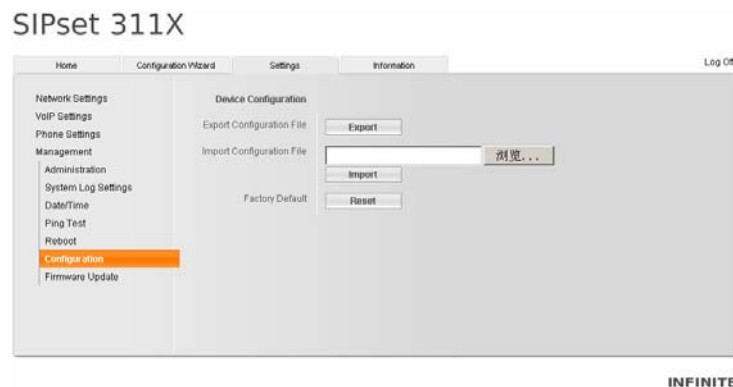 SIPset 311X
Home Configuration Wizard Settings Information Log Off
Network Settings
VoIP Settings
Phone Settings
Management
Administration
System Log Settings
Date/Time
Ping Test
Reboot
Configuration
Firmware Update
Device Configuration
Export Configuration File Export
Import Configuration File 浏览...
Import
Factory Default Reset
INFINITE